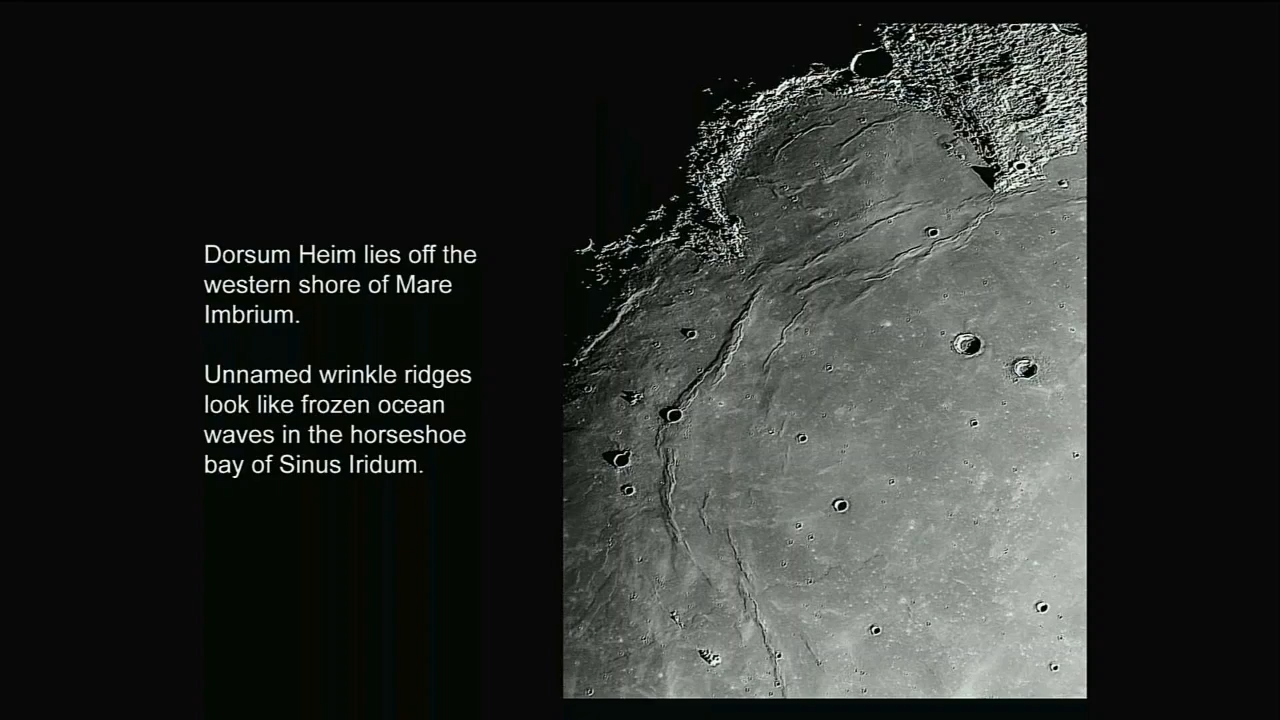 Dorsum Heim lies off the
western shore of Mare
Imbrium.
Unnamed wrinkle ridges
look like frozen ocean
waves in the horseshoe
bay of Sinus Iridum.